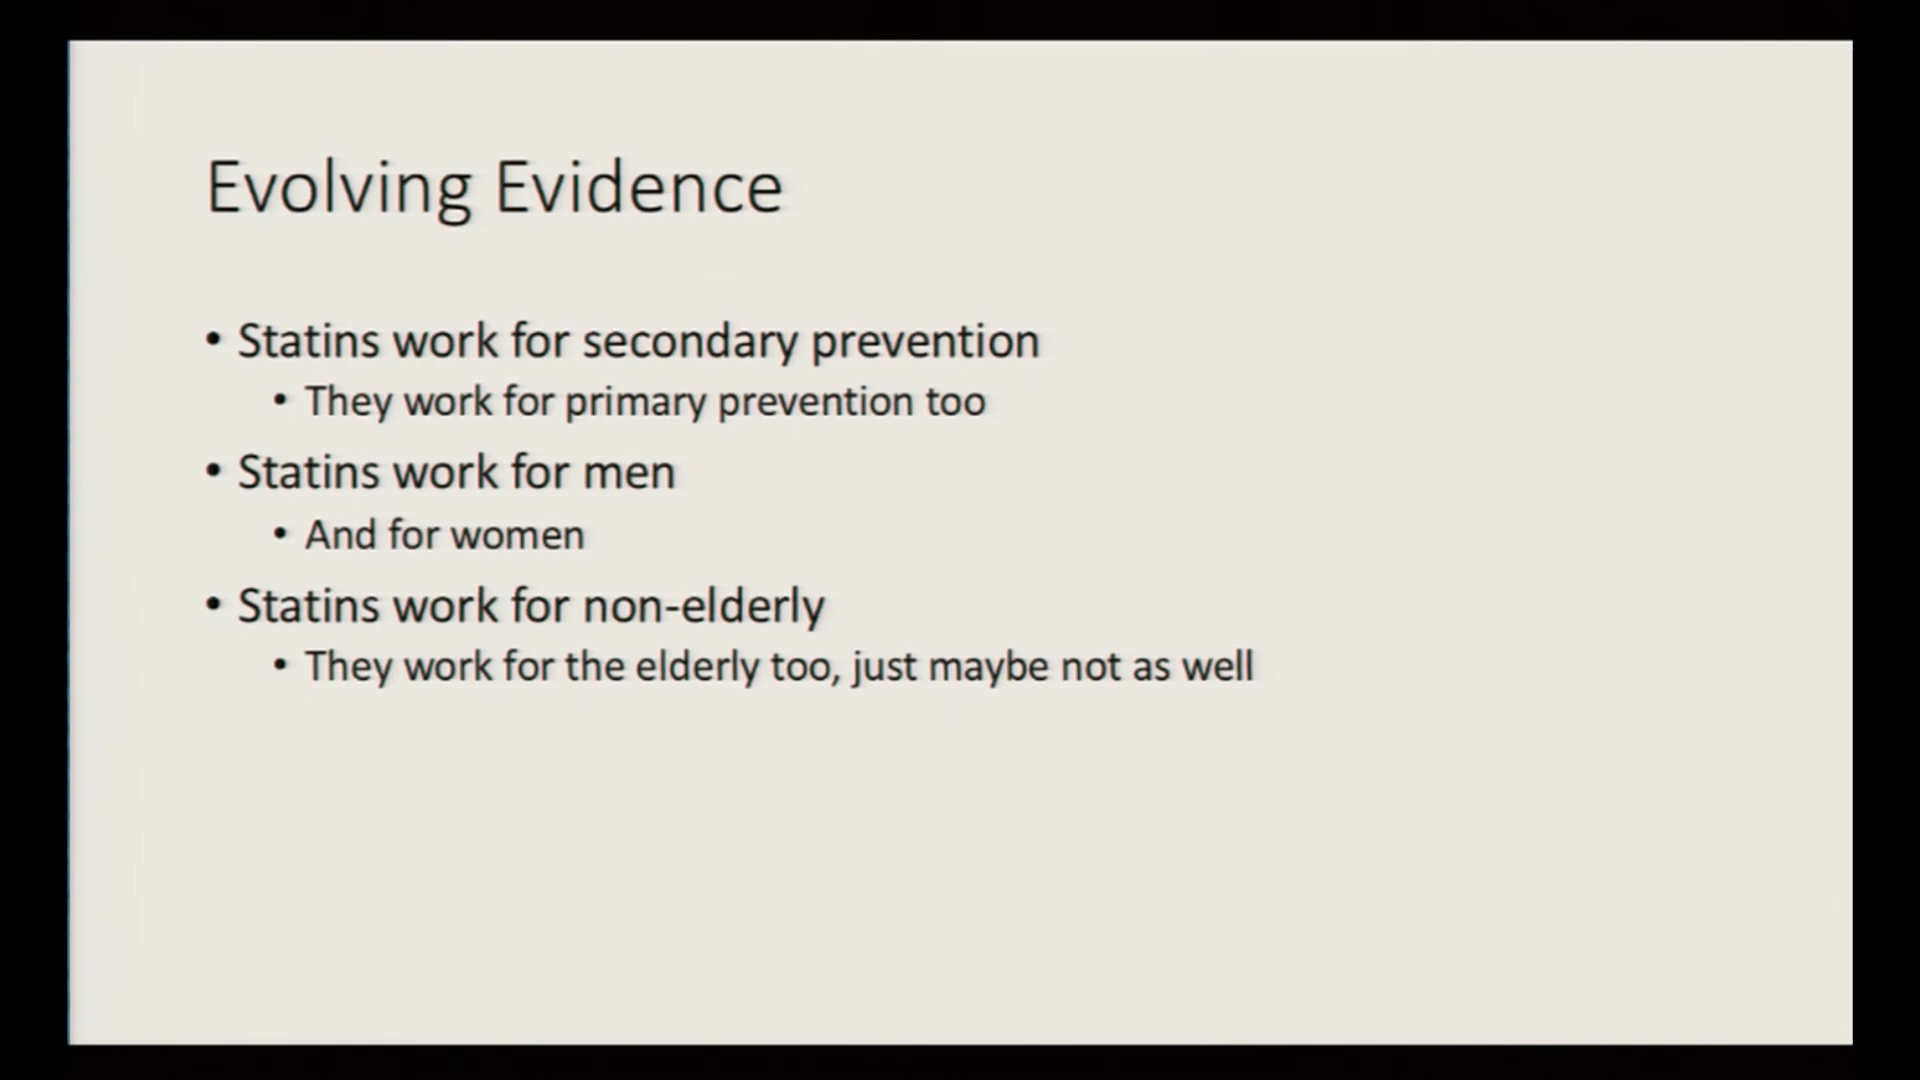 Evolving Evidence
• Statins work for secondary prevention
• They work for primary prevention too
• Statins work for men
• And for women
• Statins work for non-elderly
• They work for the elderly too, just maybe not as well